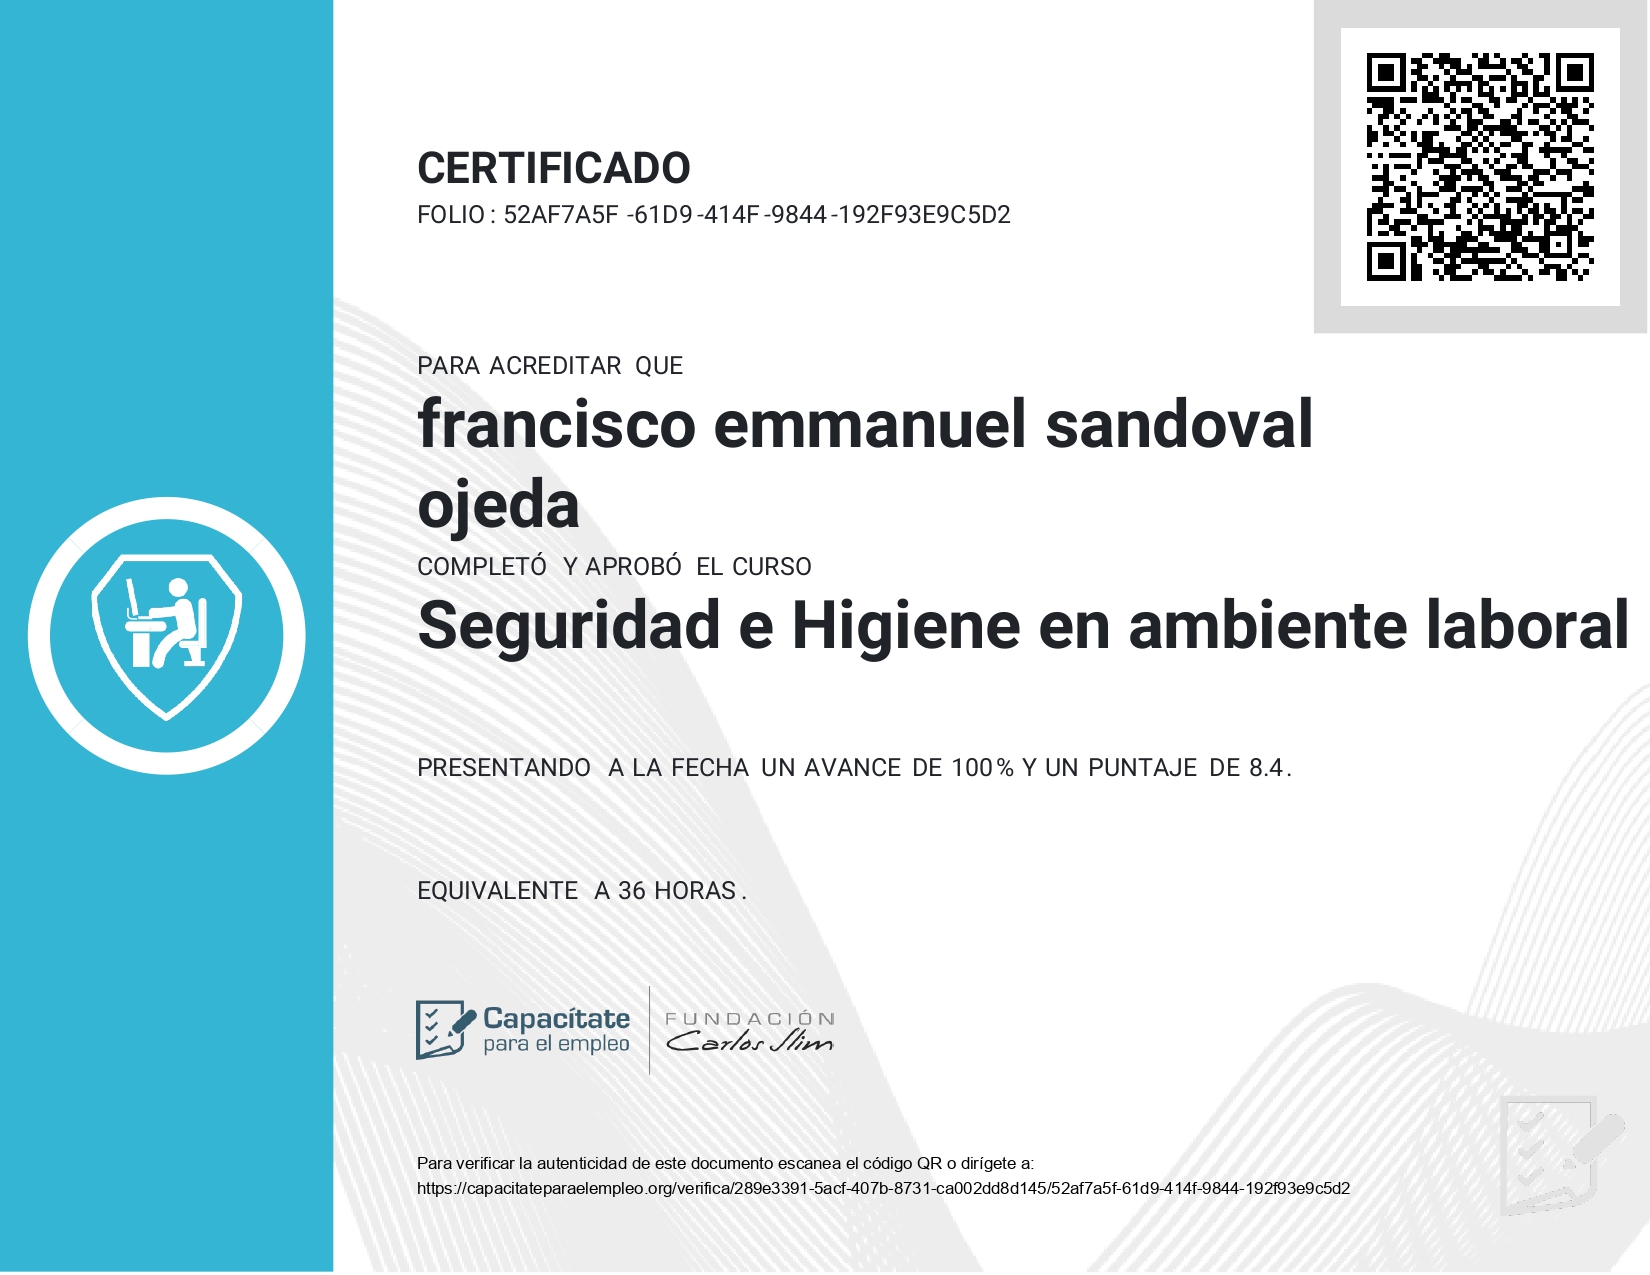 CERTIFICADO
FOLIO: 52AF7A5F-61D9-414F-9844-192F93E9C5D2
PARA ACREDITAR QUE
francisco emmanuel sandoval
ojeda
COMPLETÓ Y APROBÓ EL CURSO
Seguridad e Higiene en ambiente laboral
PRESENTANDO A LA FECHA UN AVANCE DE 100% Y UN PUNTAJE DE 8.4.
EQUIVALENTE A 36 HORAS.
Capacítate
para el empleo
FUNDACIÓN
Carlos Slim
Para verificar la autenticidad de este documento escanea el código QR o dirígete a:
https://capacitateparaelempleo.org/verifica/289e3391-5acf-407b-8731-ca002dd8d145/52af7a5f-61d9-414f-9844-192f93e9c5d2